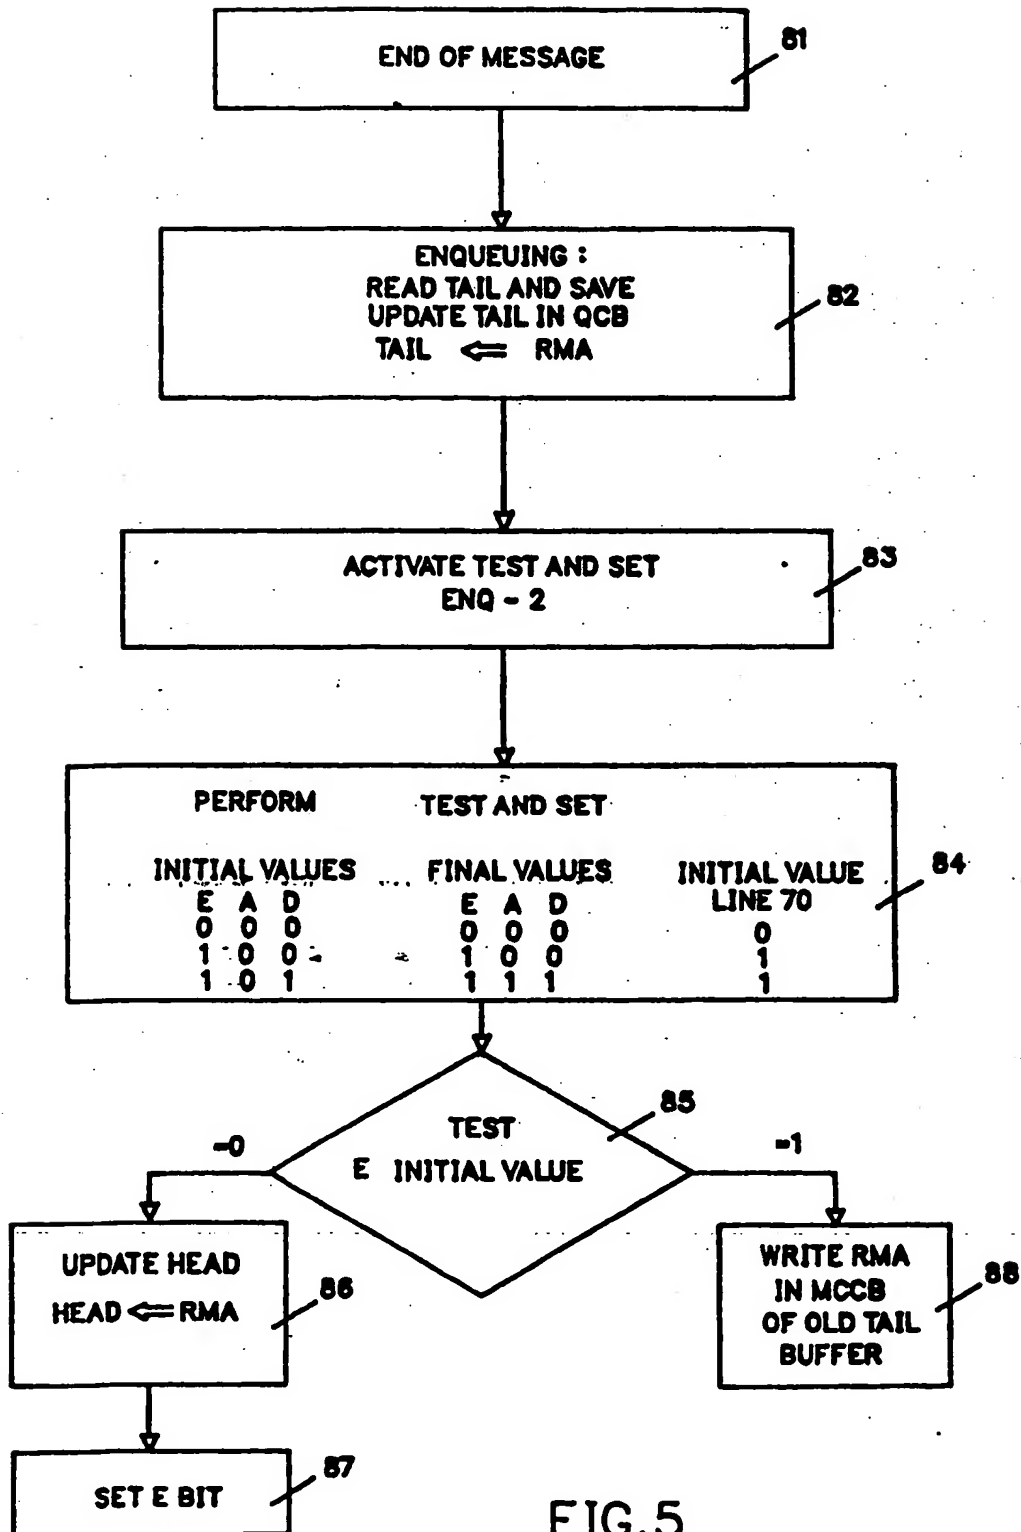 END OF MESSAGE
81
ENQUEUING :
READ TAIL AND SAVE
UPDATE TAIL IN QCB
TAIL ⇐ RMA
82
ACTIVATE TEST AND SET
ENQ - 2
83
PERFORM TEST AND SET
INITIAL VALUES FINAL VALUES INITIAL VALUE
LINE 70
E A D E A D
0 0 0 0 0 0 0
1 0 0 1 0 0 1
1 0 1 1 1 1 1
84
TEST
E INITIAL VALUE
85
=0
=1
UPDATE HEAD
HEAD ⇐ RMA
86
WRITE RMA
IN MCCB
OF OLD TAIL
BUFFER
88
SET E BIT
87
FIG.5